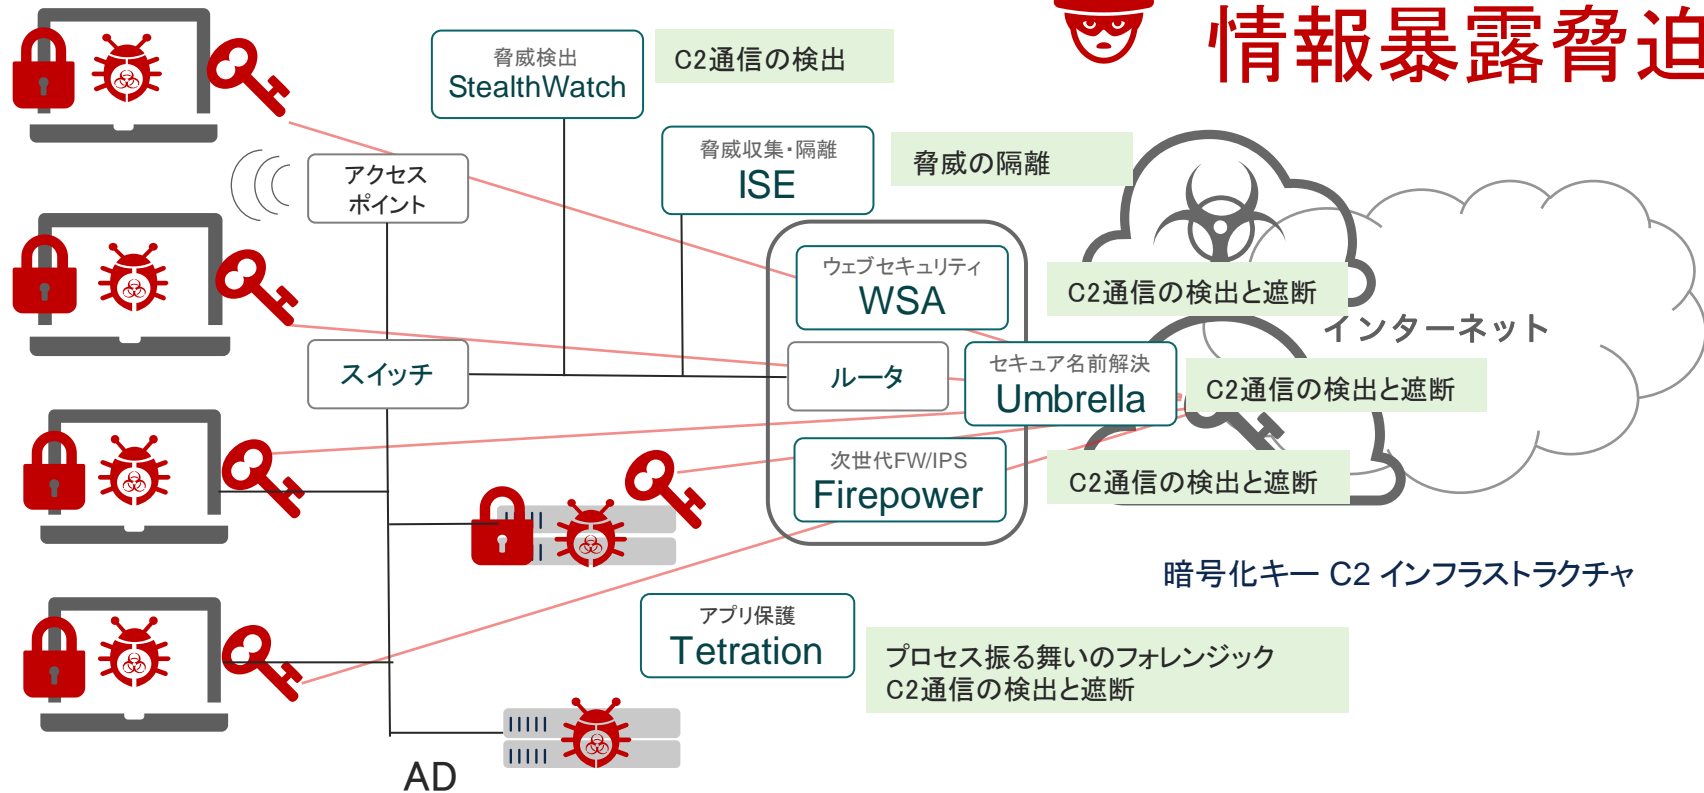 情報暴露脅迫
脅威検出
StealthWatch
C2通信の検出
脅威収集・隔離
ISE
脅威の隔離
アクセス
ポイント
ウェブセキュリティ
WSA
C2通信の検出と遮断
インターネット
スイッチ
ルータ
セキュア名前解決
Umbrella
C2通信の検出と遮断
次世代FW/IPS
Firepower
C2通信の検出と遮断
暗号化キー C2 インフラストラクチャ
アプリ保護
Tetration
プロセス振る舞いのフォレンジック
C2通信の検出と遮断
AD